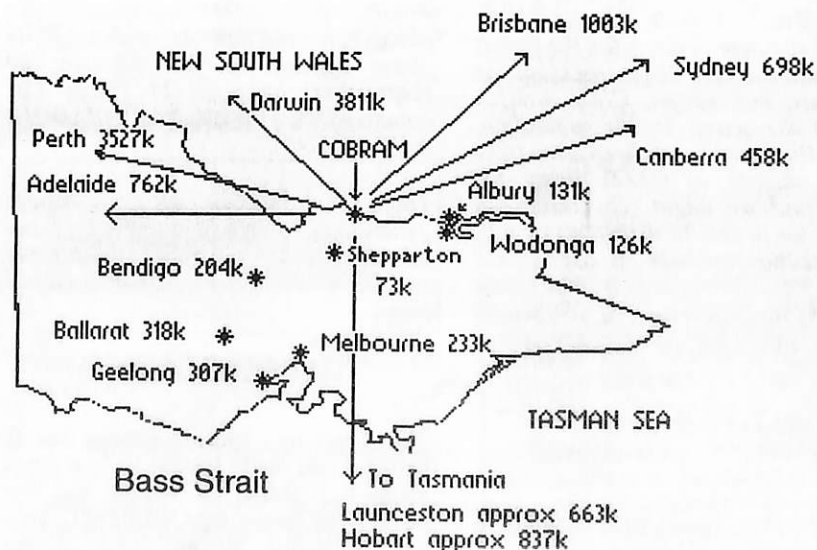 Brisbane 1003k
NEW SOUTH WALES
Sydney 698k
Darwin 3811k
Perth 3527k
COBRAM
Canberra 458k
Adelaide 762k
Albury 131k
Wodonga 126k
Shepparton
73k
Bendigo 204k
Ballarat 318k
Melbourne 233k
Geelong 307k
TASMAN SEA
Bass Strait
To Tasmania
Launceston approx 663k
Hobart approx 837k